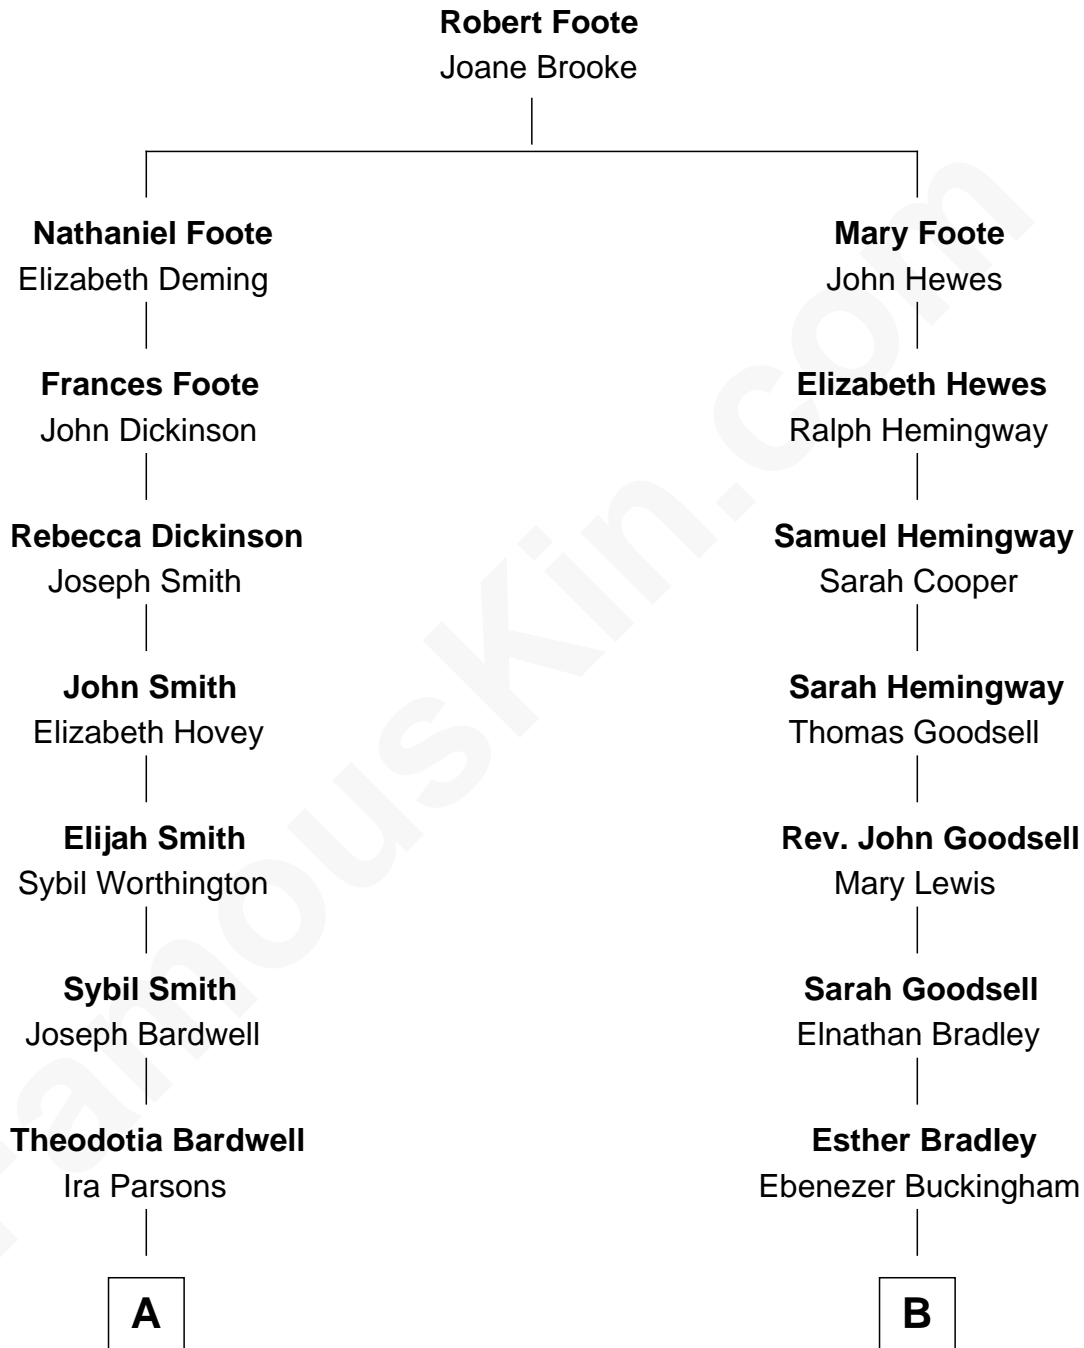 Robert Foote
Joane Brooke
Nathaniel Foote
Elizabeth Deming
Mary Foote
John Hewes
Frances Foote
John Dickinson
Elizabeth Hewes
Ralph Hemingway
Rebecca Dickinson
Joseph Smith
Samuel Hemingway
Sarah Cooper
John Smith
Elizabeth Hovey
Sarah Hemingway
Thomas Goodsell
Elijah Smith
Sybil Worthington
Rev. John Goodsell
Mary Lewis
Sybil Smith
Joseph Bardwell
Sarah Goodsell
Elnathan Bradley
Theodotia Bardwell
Ira Parsons
Esther Bradley
Ebenezer Buckingham
A
B
FamousKin.com